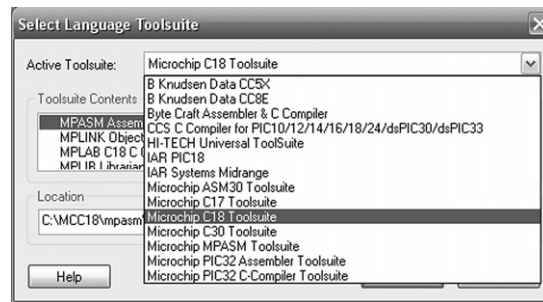 Select Language Toolsuite
Active Toolsuite: Microchip C18 Toolsuite
B Knudsen Data CC5X
B Knudsen Data CC8E
Byte Craft Assembler & C Compiler
CCS C Compiler for PIC10/12/14/16/18/24/dsPIC30/dsPIC33
HI-TECH Universal ToolSuite
IAR PIC18
IAR Systems Midrange
Microchip ASM30 Toolsuite
Microchip C17 Toolsuite
Microchip C18 Toolsuite
Microchip C30 Toolsuite
Microchip MPASM Toolsuite
Microchip PIC32 Assembler Toolsuite
Microchip PIC32 C-Compiler Toolsuite
Toolsuite Contents
MPASM Assem
MPLINK Object
MPLAB C18 C
MPLIB Librarian
Location
C:\MCC18\mpasm
Help